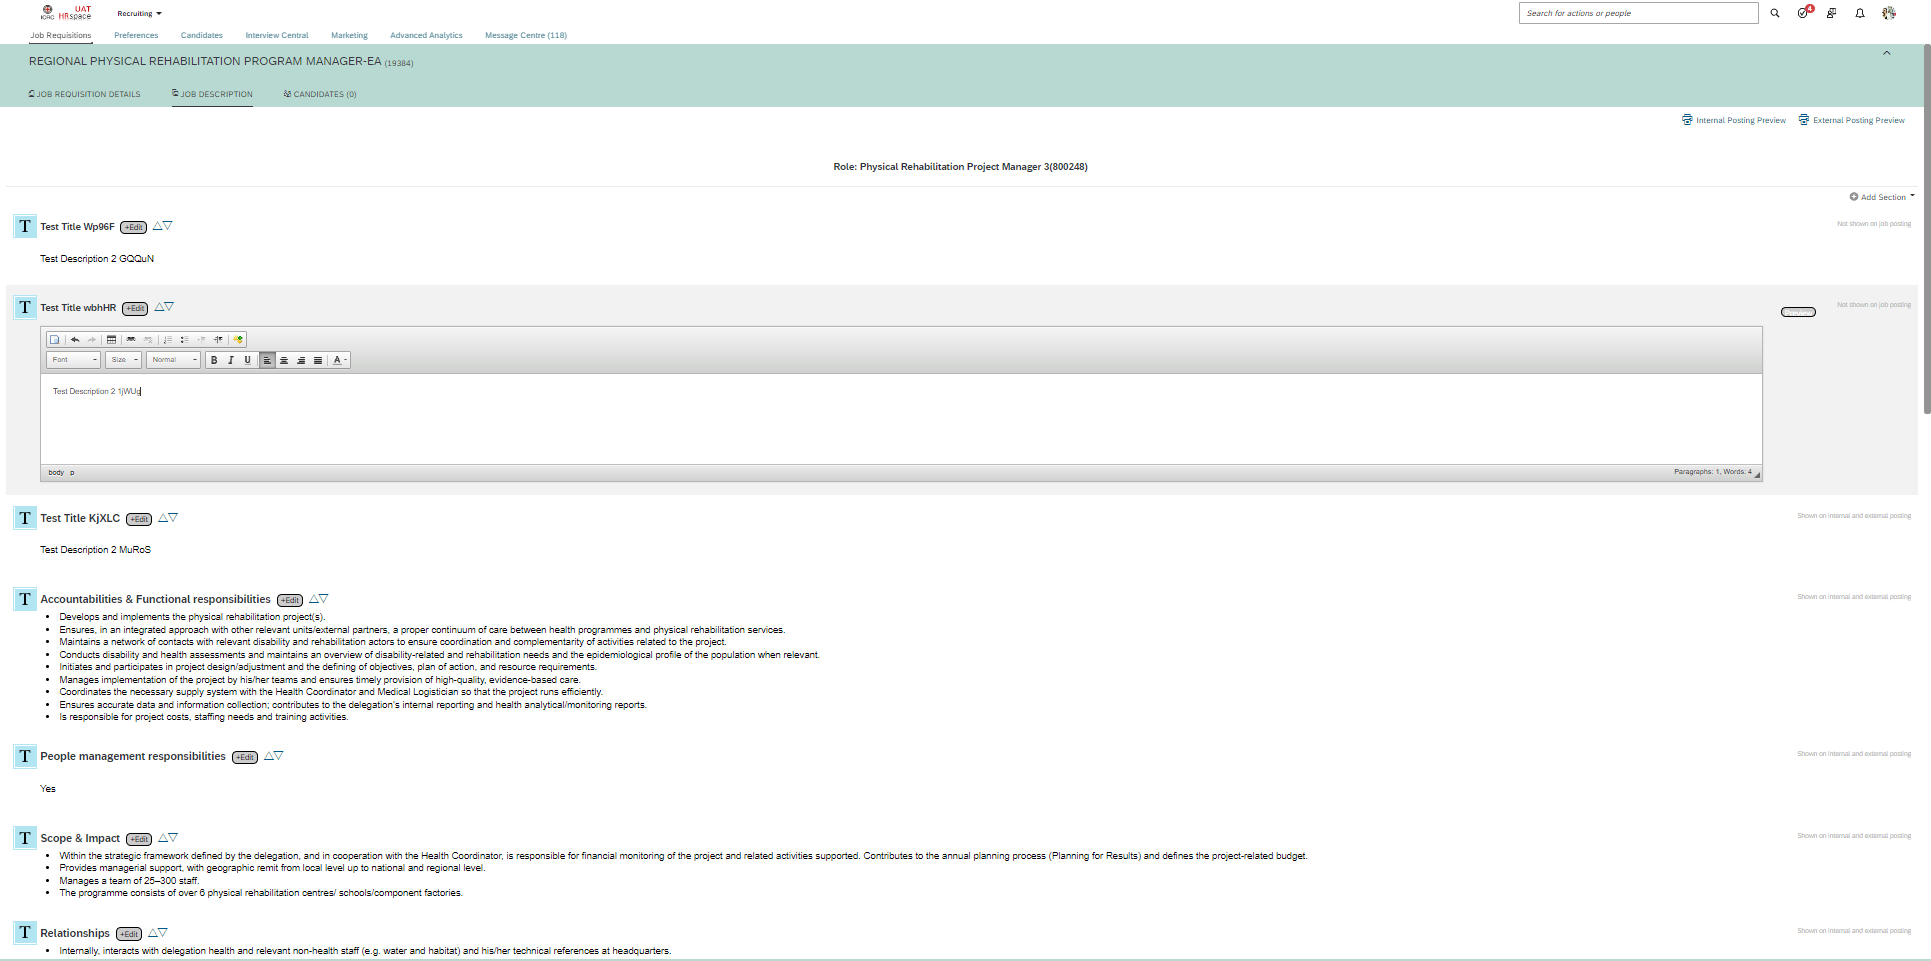 ICRC
UAT
HRspace
Recruiting
Search for actions or people
4
Job Requisitions
Preferences
Candidates
Interview Central
Marketing
Advanced Analytics
Message Centre (118)
REGIONAL PHYSICAL REHABILITATION PROGRAM MANAGER-EA (19384)
JOB REQUISITION DETAILS
JOB DESCRIPTION
CANDIDATES (0)
Internal Posting Preview
External Posting Preview
Role: Physical Rehabilitation Project Manager 3(800248)
Add Section
T Test Title Wp96F +Edit
Not shown on job posting
Test Description 2 GQQuN
T Test Title wbhHR +Edit
Preview
Not shown on job posting
Font
Size
Normal
B I U
A
Test Description 2 1jWUg
body p
Paragraphs: 1, Words: 4
T Test Title KjXLC +Edit
Shown on internal and external posting
Test Description 2 MuRoS
T Accountabilities & Functional responsibilities +Edit
Shown on internal and external posting
• Develops and implements the physical rehabilitation project(s).
• Ensures, in an integrated approach with other relevant units/external partners, a proper continuum of care between health programmes and physical rehabilitation services.
• Maintains a network of contacts with relevant disability and rehabilitation actors to ensure coordination and complementarity of activities related to the project.
• Conducts disability and health assessments and maintains an overview of disability-related and rehabilitation needs and the epidemiological profile of the population when relevant.
• Initiates and participates in project design/adjustment and the defining of objectives, plan of action, and resource requirements.
• Manages implementation of the project by his/her teams and ensures timely provision of high-quality, evidence-based care.
• Coordinates the necessary supply system with the Health Coordinator and Medical Logistician so that the project runs efficiently.
• Ensures accurate data and information collection; contributes to the delegation's internal reporting and health analytical/monitoring reports.
• Is responsible for project costs, staffing needs and training activities.
T People management responsibilities +Edit
Shown on internal and external posting
Yes
T Scope & Impact +Edit
Shown on internal and external posting
• Within the strategic framework defined by the delegation, and in cooperation with the Health Coordinator, is responsible for financial monitoring of the project and related activities supported. Contributes to the annual planning process (Planning for Results) and defines the project-related budget.
• Provides managerial support, with geographic remit from local level up to national and regional level.
• Manages a team of 25–300 staff.
• The programme consists of over 6 physical rehabilitation centres/ schools/component factories.
T Relationships +Edit
Shown on internal and external posting
• Internally, interacts with delegation health and relevant non-health staff (e.g. water and habitat) and his/her technical references at headquarters.